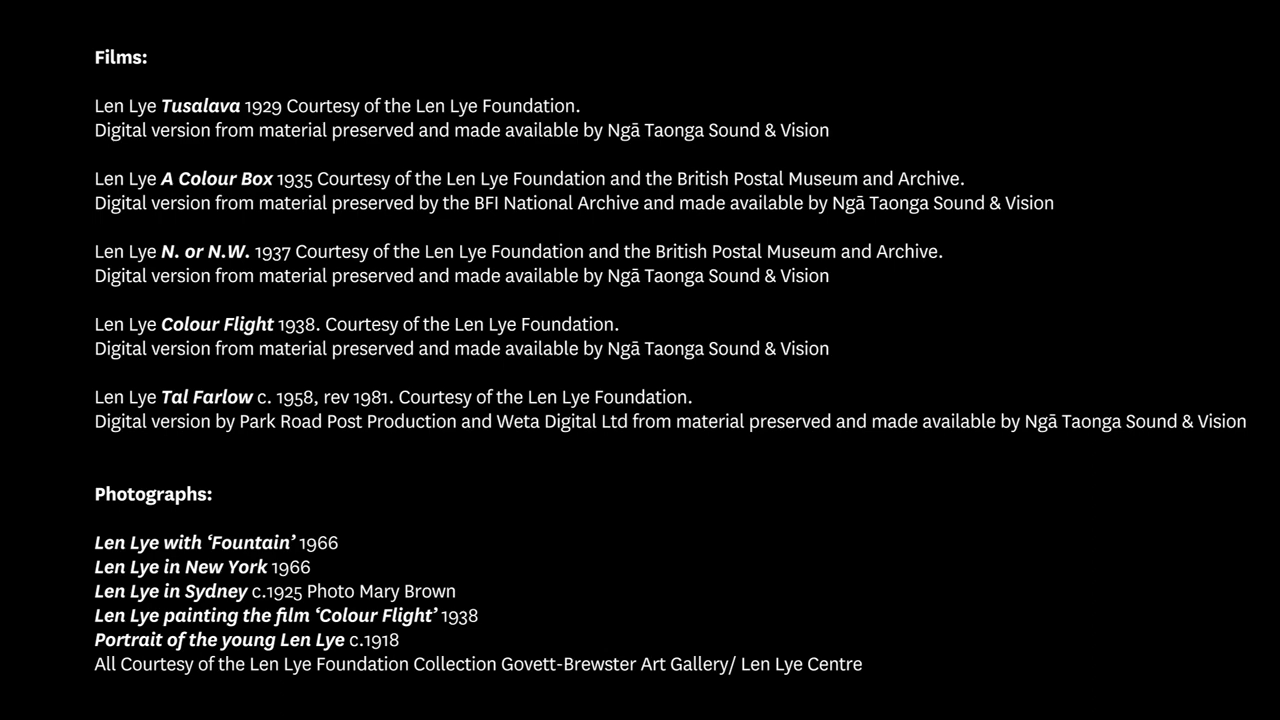 Films:
Len Lye Tusalava 1929 Courtesy of the Len Lye Foundation.
Digital version from material preserved and made available by Ngā Taonga Sound & Vision
Len Lye A Colour Box 1935 Courtesy of the Len Lye Foundation and the British Postal Museum and Archive.
Digital version from material preserved by the BFI National Archive and made available by Ngā Taonga Sound & Vision
Len Lye N. or N.W. 1937 Courtesy of the Len Lye Foundation and the British Postal Museum and Archive.
Digital version from material preserved and made available by Ngā Taonga Sound & Vision
Len Lye Colour Flight 1938. Courtesy of the Len Lye Foundation.
Digital version from material preserved and made available by Ngā Taonga Sound & Vision
Len Lye Tal Farlow c. 1958, rev 1981. Courtesy of the Len Lye Foundation.
Digital version by Park Road Post Production and Weta Digital Ltd from material preserved and made available by Ngā Taonga Sound & Vision
Photographs:
Len Lye with ‘Fountain’ 1966
Len Lye in New York 1966
Len Lye in Sydney c.1925 Photo Mary Brown
Len Lye painting the film ‘Colour Flight’ 1938
Portrait of the young Len Lye c.1918
All Courtesy of the Len Lye Foundation Collection Govett-Brewster Art Gallery/ Len Lye Centre